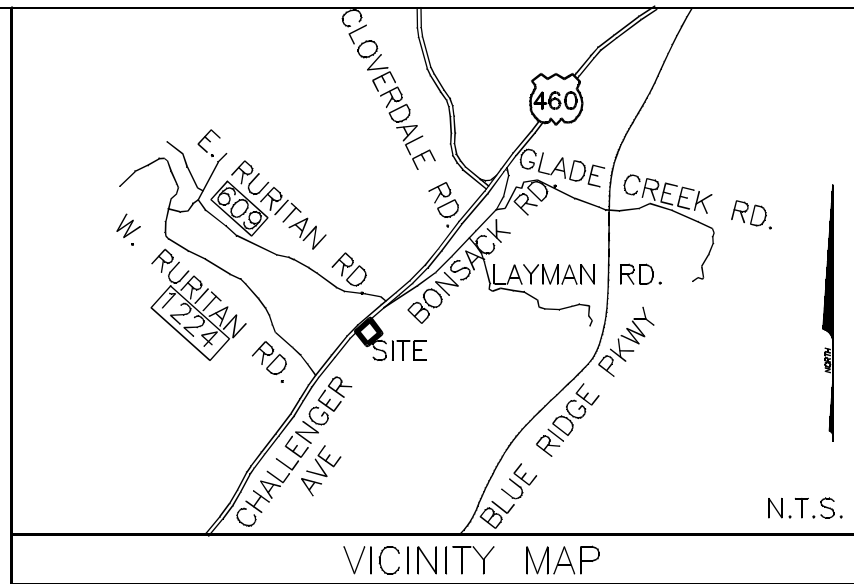 CLOVERDALE RD.
460
E. RURITAN RD.
609
GLADE CREEK RD.
W. RURITAN RD.
1224
BONSACK RD.
LAYMAN RD.
SITE
NORTH
CHALLENGER
AVE
BLUE RIDGE PKWY
N.T.S.
VICINITY MAP